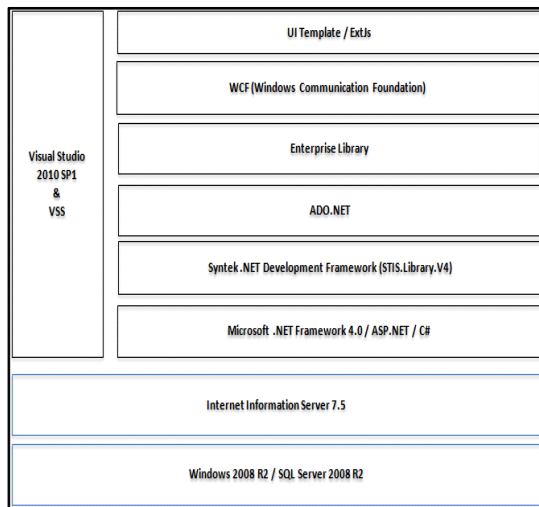 UI Template / ExtJs
WCF (Windows Communication Foundation)
Enterprise Library
Visual Studio
2010 SP1
&
VSS
ADO.NET
Syntek .NET Development Framework (STIS.Library.V4)
Microsoft .NET Framework 4.0 / ASP.NET / C#
Internet Information Server 7.5
Windows 2008 R2 / SQL Server 2008 R2